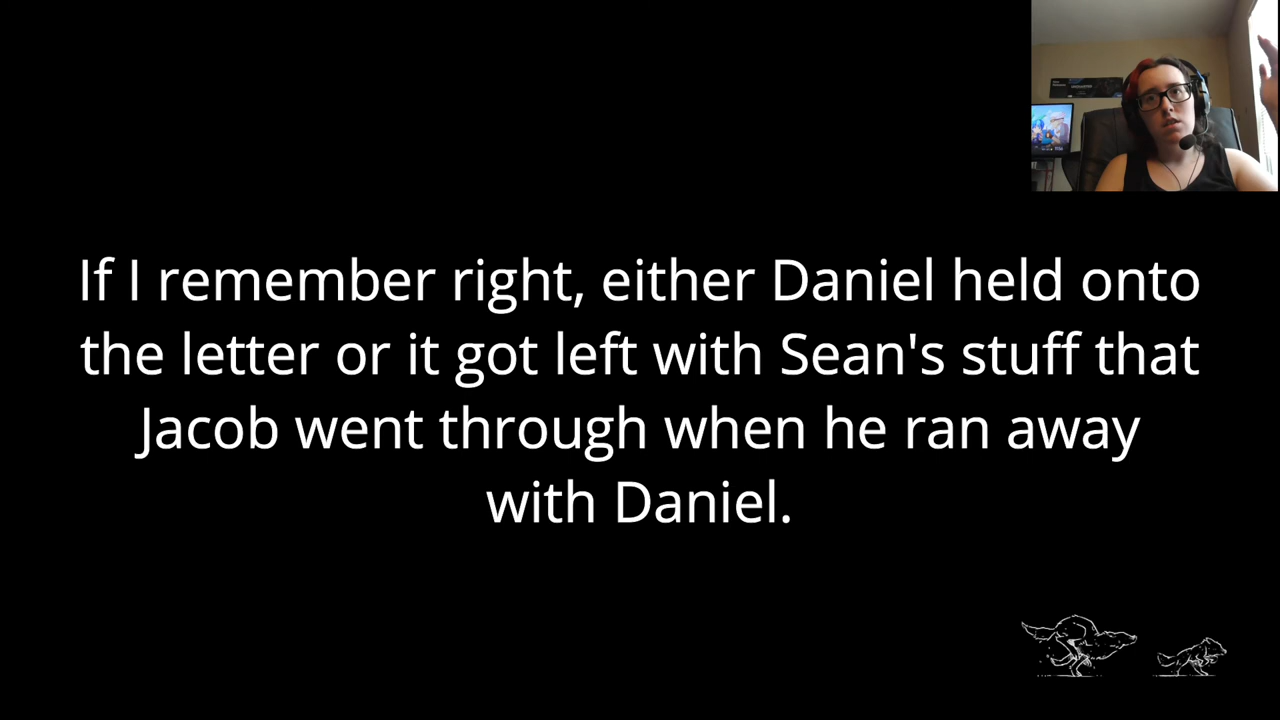 If I remember right, either Daniel held onto
the letter or it got left with Sean's stuff that
Jacob went through when he ran away
with Daniel.